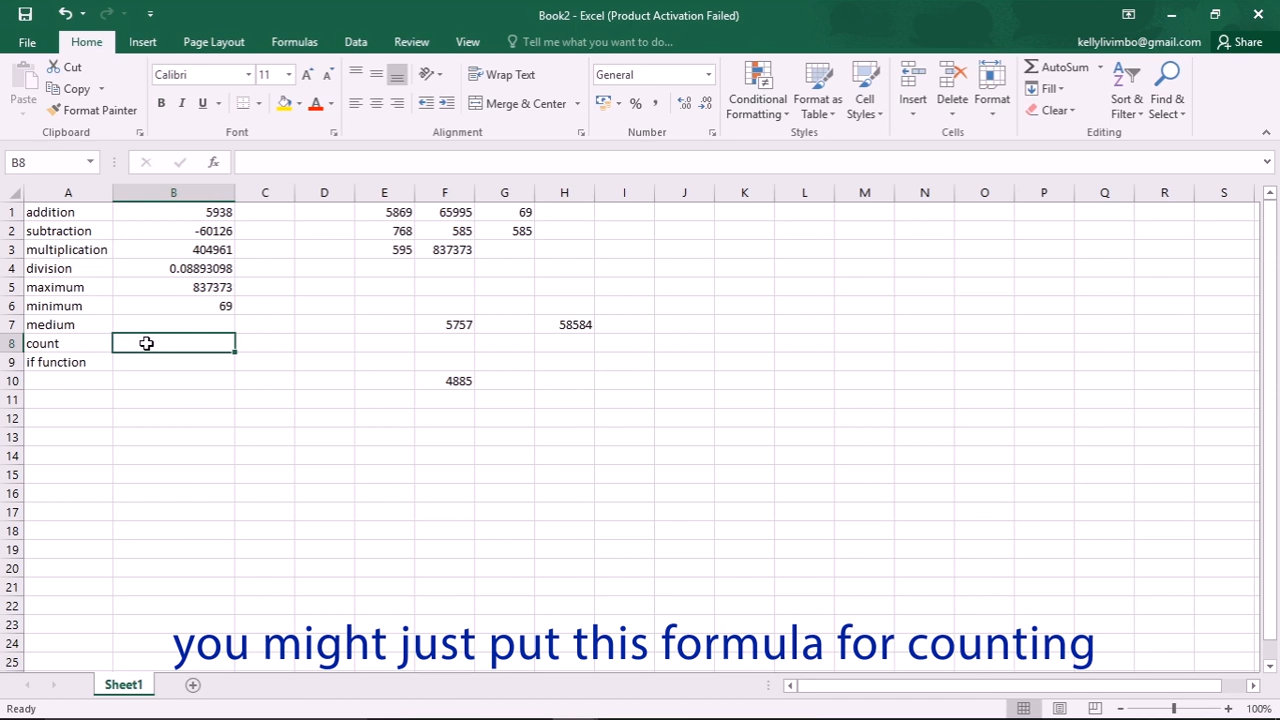 Book2 - Excel (Product Activation Failed)
File Home Insert Page Layout Formulas Data Review View Tell me what you want to do... kellylivimbo@gmail.com Share
Paste Cut Copy Format Painter Clipboard
Calibri 11 B I U A Font
Wrap Text Merge & Center Alignment
General % , Number
Conditional Formatting Format as Table Cell Styles Styles
Insert Delete Format Cells
AutoSum Fill Clear Sort & Filter Find & Select Editing
B8 fx
A B C D E F G H I J K L M N O P Q R S
1 addition 5938 5869 65995 69
2 subtraction -60126 768 585 585
3 multiplication 404961 595 837373
4 division 0.08893098
5 maximum 837373
6 minimum 69
7 medium 5757 58584
8 count
9 if function
10 4885
11
12
13
14
15
16
17
18
19
20
21
22
23
24
25
you might just put this formula for counting
Sheet1
Ready 100%